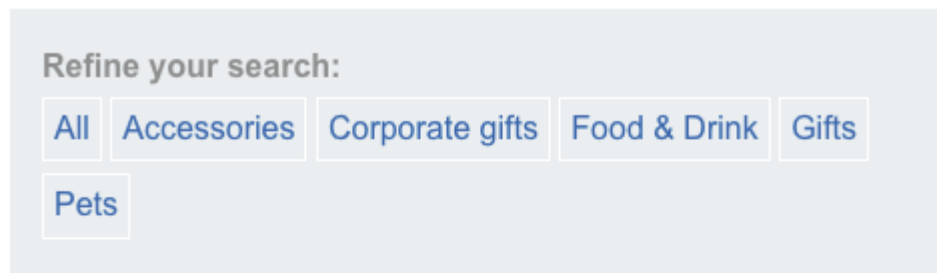 Refine your search:
All Accessories Corporate gifts Food & Drink Gifts
Pets